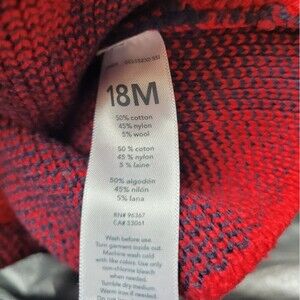 18M
50% cotton
45% nylon
5% wool
50 % coton
45 % nylon
5 % laine
50% algodón
45% nilón
5% lana
RN# 96367
CA# 33061
Wash before use.
Turn garment inside out.
Machine wash cold
with like colors. Use only
non-chlorine bleach
when needed.
Tumble dry medium.
Warm iron if needed.